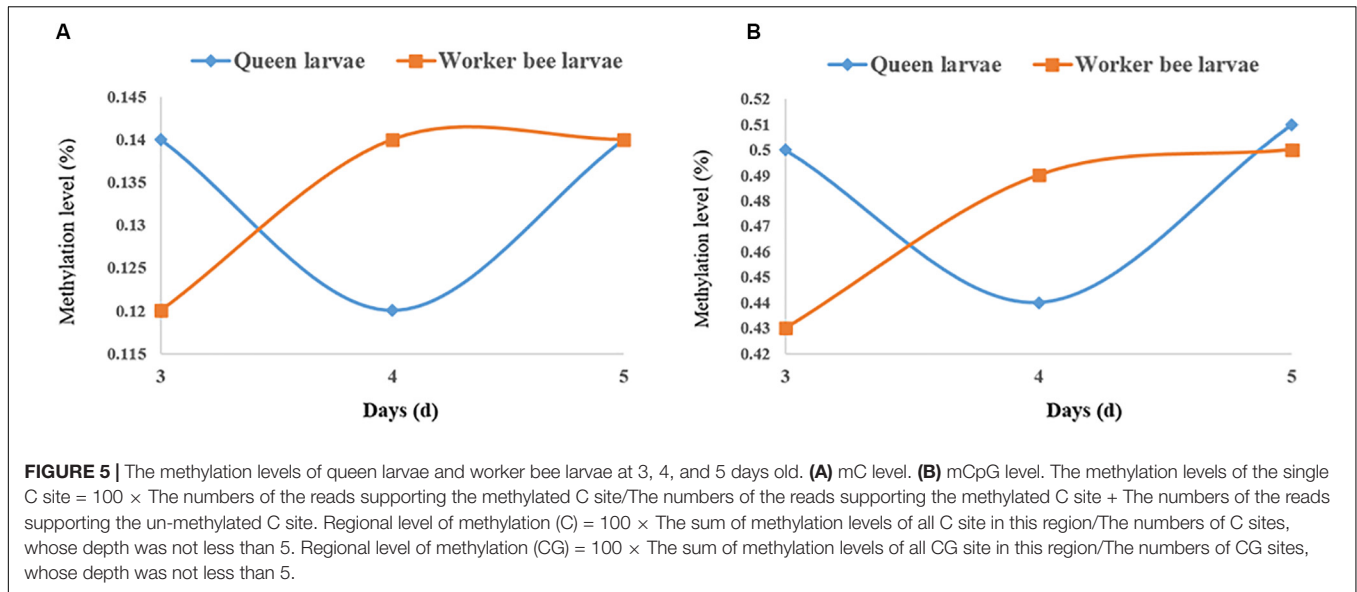 A
Queen larvae Worker bee larvae
Methylation level (%)
0.145
0.14
0.135
0.13
0.125
0.12
0.115
3 4 5
Days (d)
B
Queen larvae Worker bee larvae
Methylation level (%)
0.52
0.51
0.5
0.49
0.48
0.47
0.46
0.45
0.44
0.43
0.42
3 4 5
Days (d)
FIGURE 5 | The methylation levels of queen larvae and worker bee larvae at 3, 4, and 5 days old. (A) mC level. (B) mCpG level. The methylation levels of the single
C site = 100 × The numbers of the reads supporting the methylated C site/The numbers of the reads supporting the methylated C site + The numbers of the reads
supporting the un-methylated C site. Regional level of methylation (C) = 100 × The sum of methylation levels of all C site in this region/The numbers of C sites,
whose depth was not less than 5. Regional level of methylation (CG) = 100 × The sum of methylation levels of all CG site in this region/The numbers of CG sites,
whose depth was not less than 5.